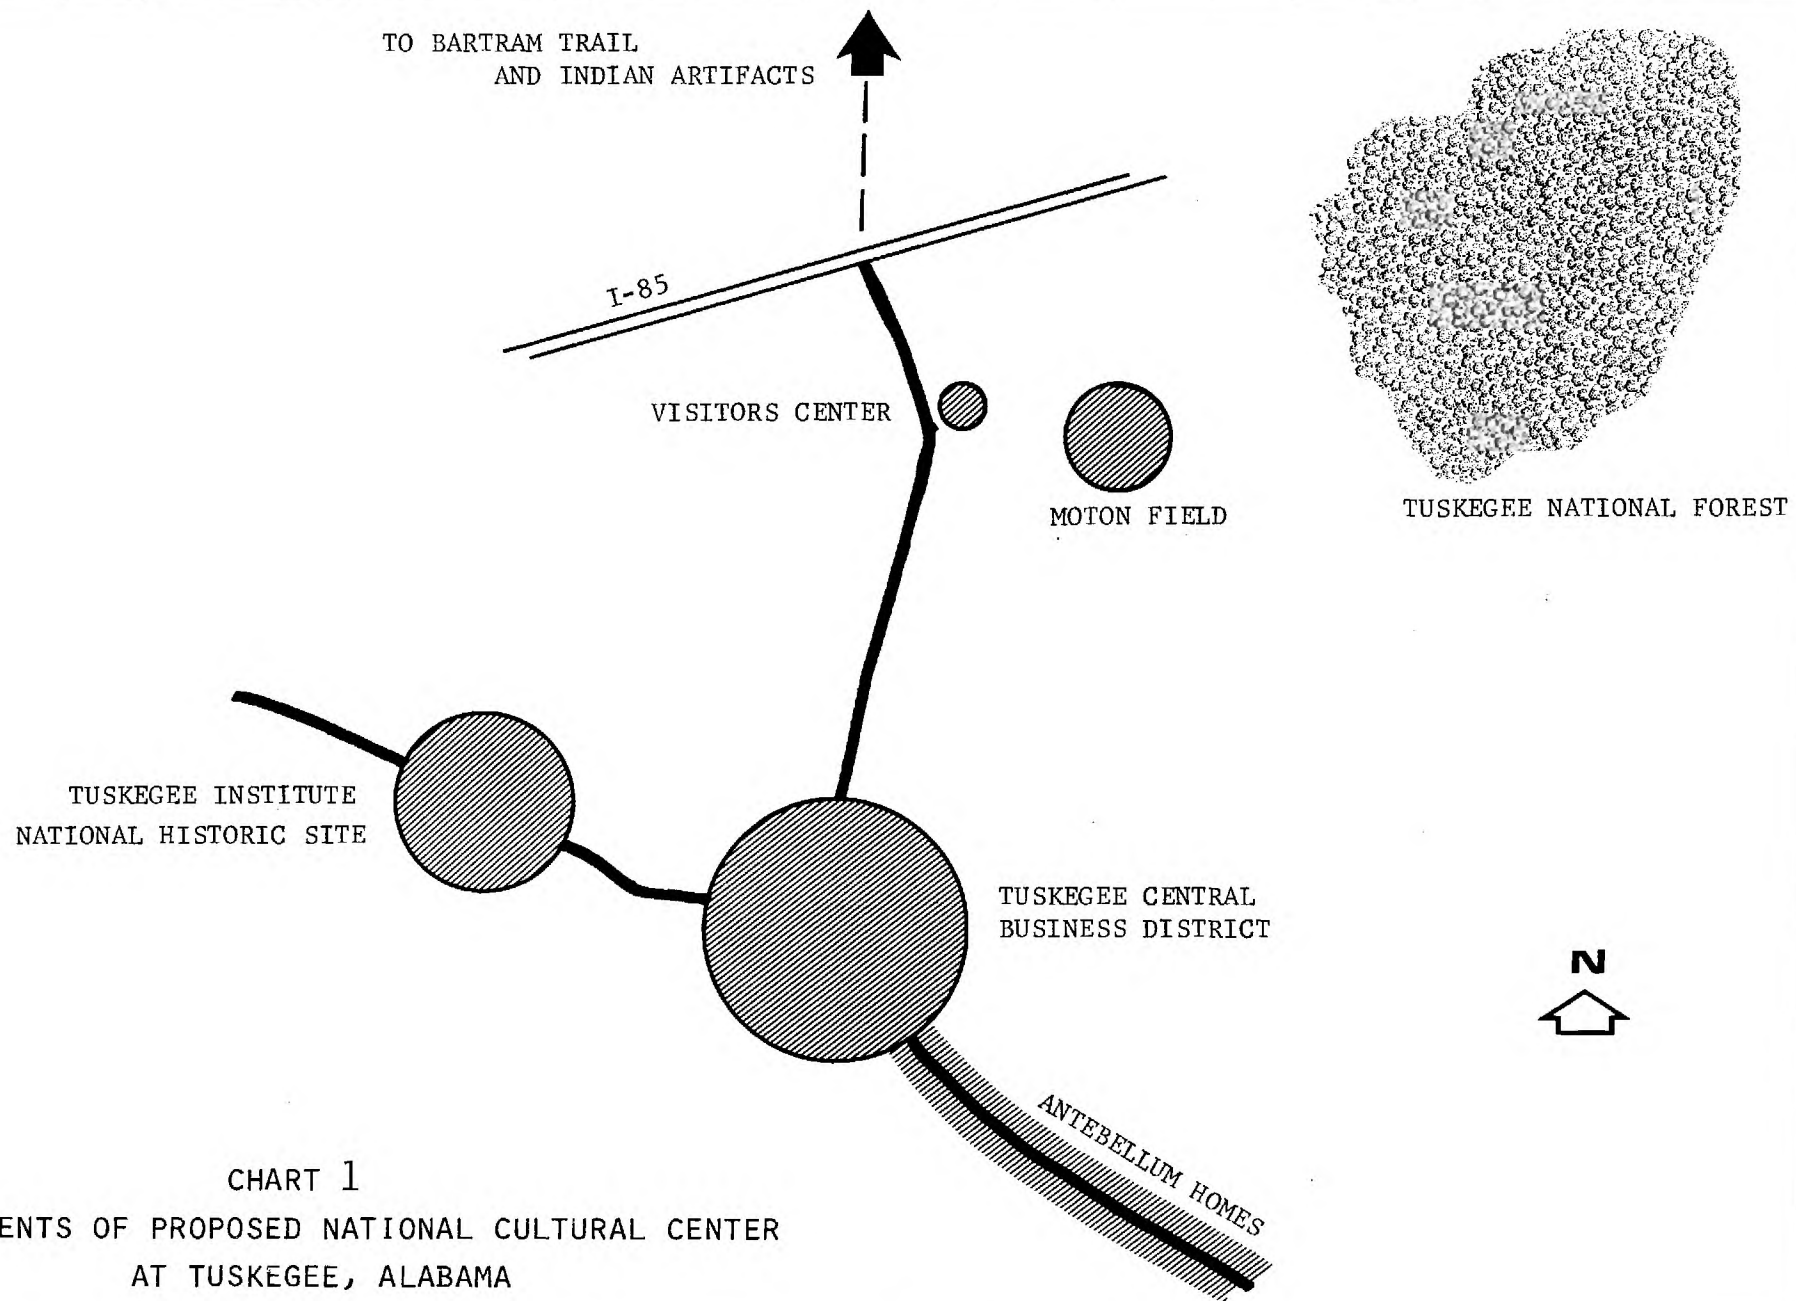 TO BARTRAM TRAIL
AND INDIAN ARTIFACTS
I-85
VISITORS CENTER
MOTON FIELD
TUSKEGEE NATIONAL FOREST
TUSKEGEE INSTITUTE
NATIONAL HISTORIC SITE
TUSKEGEE CENTRAL
BUSINESS DISTRICT
N
ANTEBELLUM HOMES
CHART 1
ENTS OF PROPOSED NATIONAL CULTURAL CENTER
AT TUSKEGEE, ALABAMA